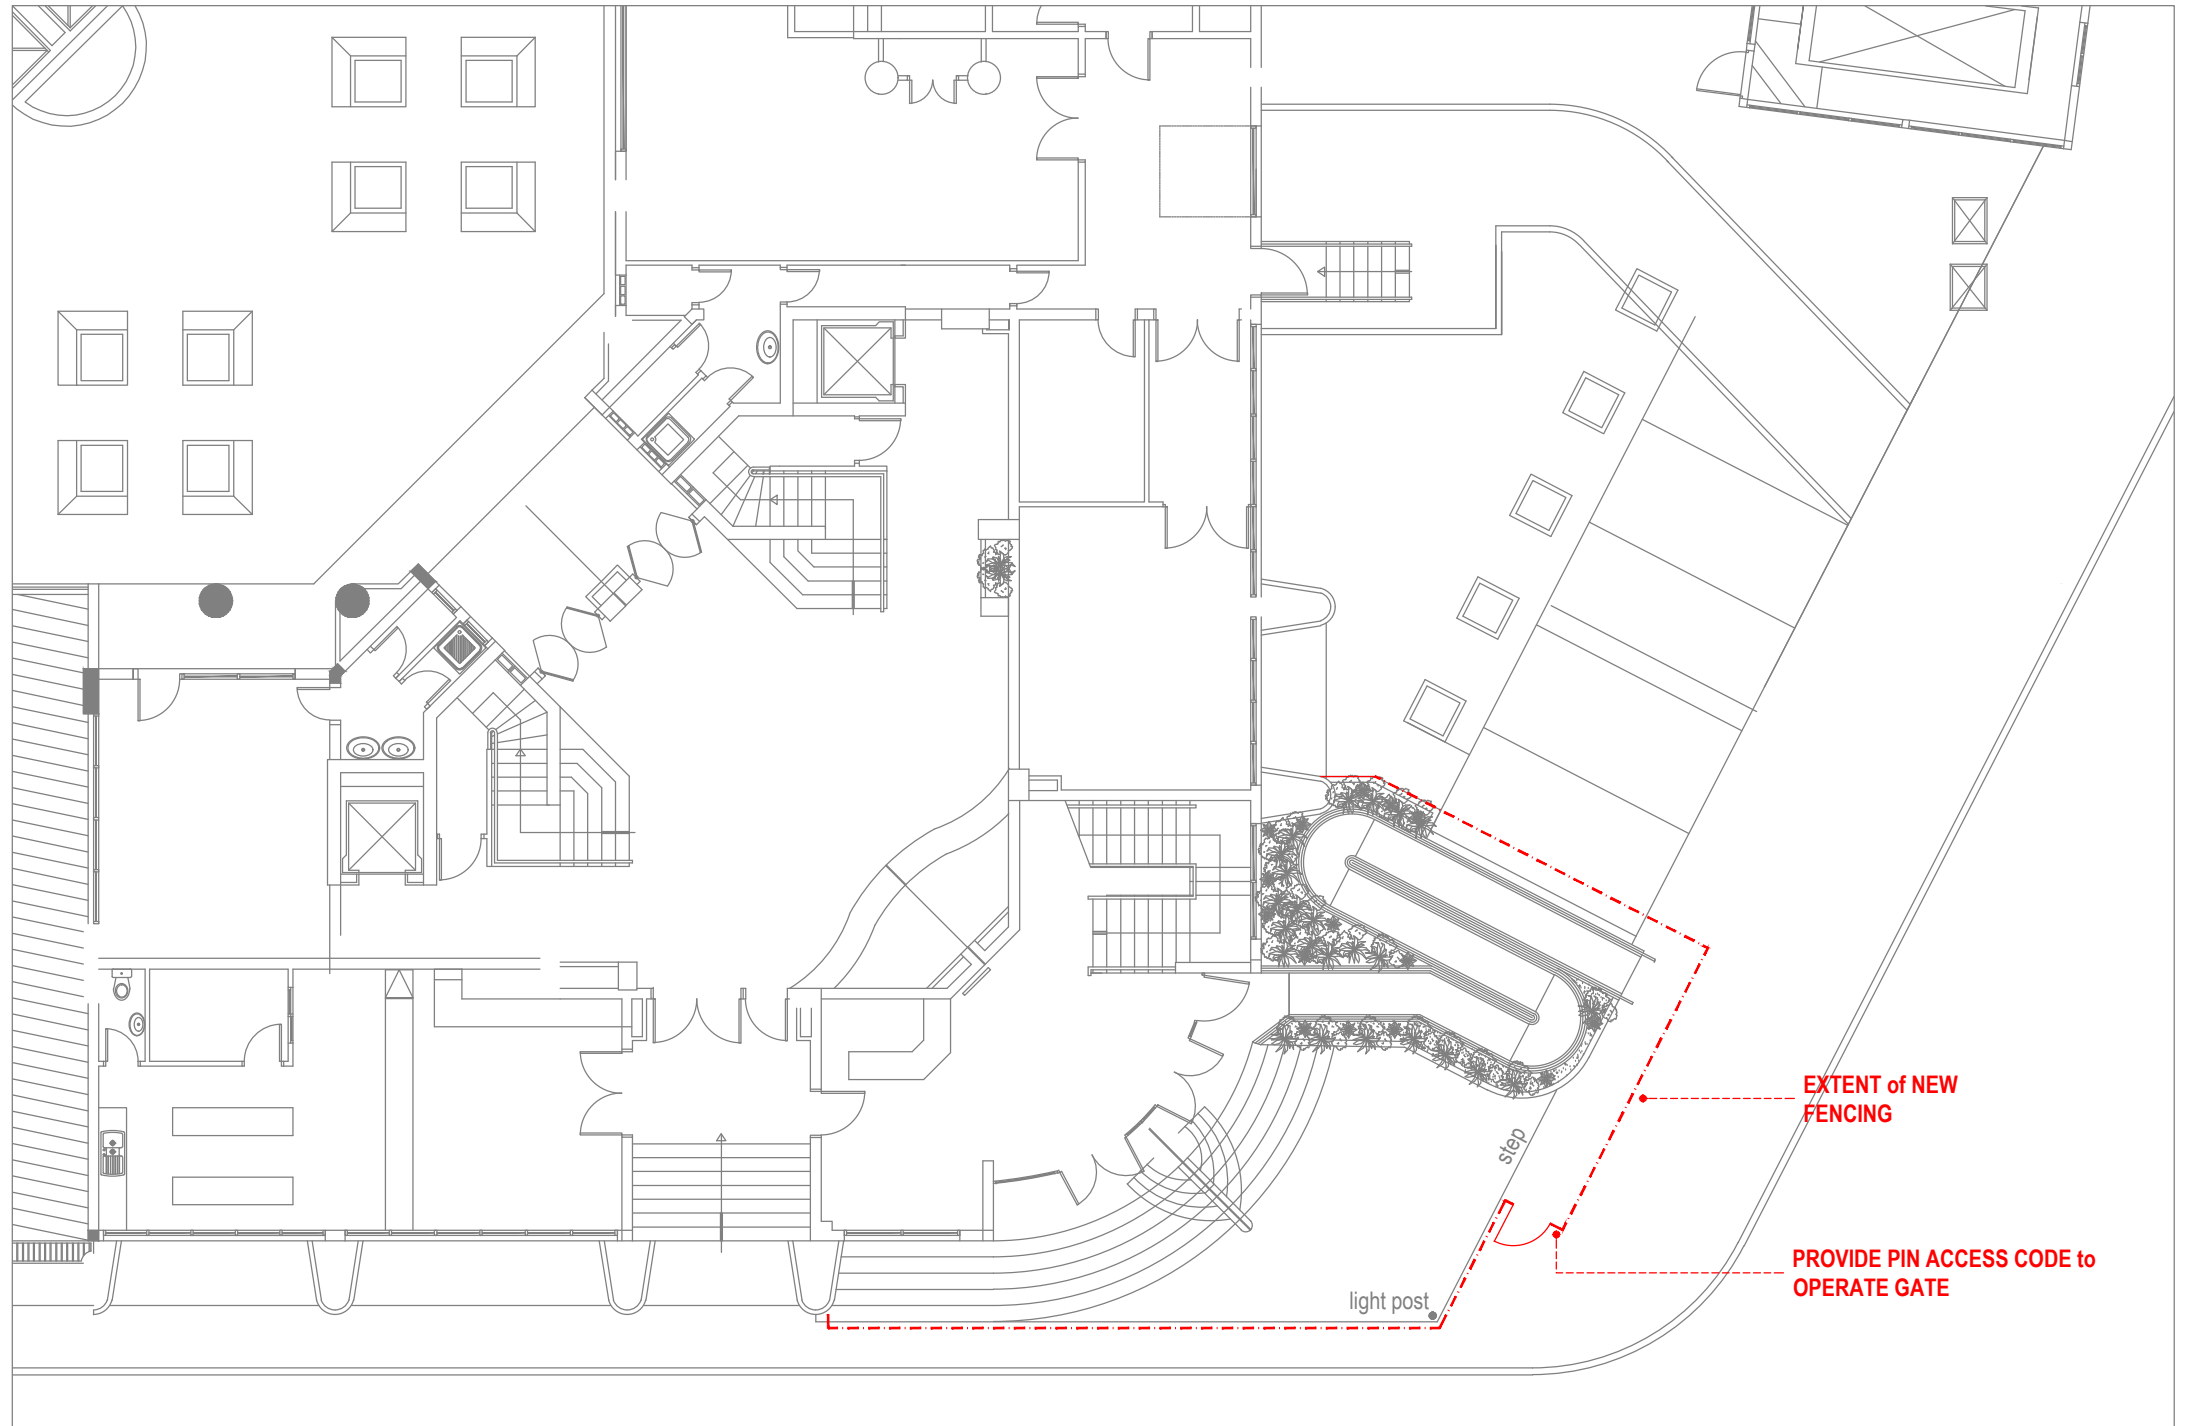 EXTENT of NEW
FENCING
step
PROVIDE PIN ACCESS CODE to
OPERATE GATE
light post